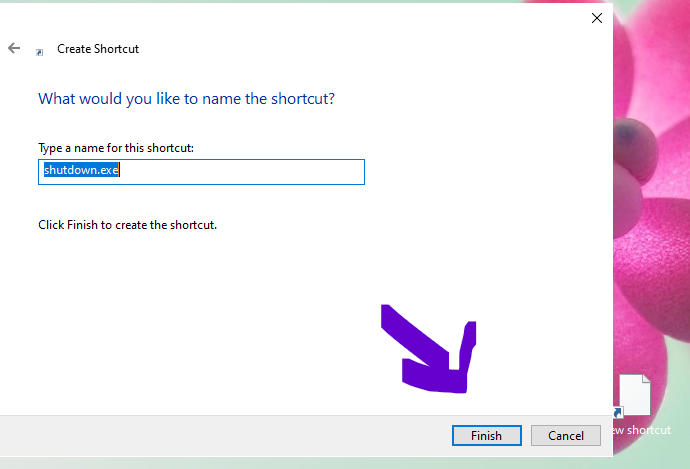 Create Shortcut
What would you like to name the shortcut?
Type a name for this shortcut:
shutdown.exe
Click Finish to create the shortcut.
shortcut
Finish
Cancel